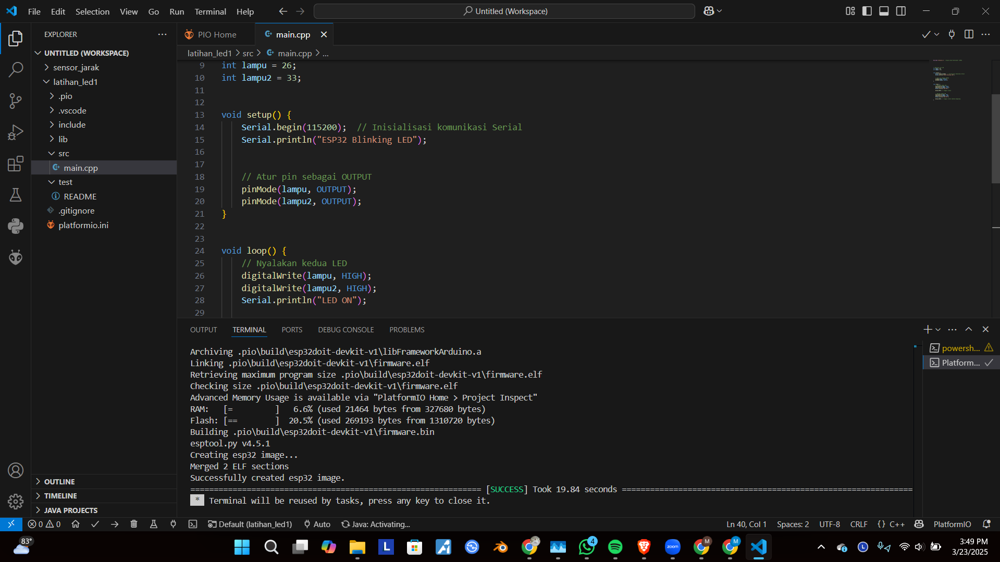 File Edit Selection View Go Run Terminal Help
Untitled (Workspace)
EXPLORER
PIO Home
main.cpp
UNTITLED (WORKSPACE)
sensor_jarak
latihan_led1
.pio
.vscode
include
lib
src
main.cpp
test
README
.gitignore
platformio.ini
OUTLINE
TIMELINE
JAVA PROJECTS
latihan_led1 > src > main.cpp > ...
9 int lampu = 26;
10 int lampu2 = 33;
11
12
13 void setup() {
14 Serial.begin(115200); // Inisialisasi komunikasi Serial
15 Serial.println("ESP32 Blinking LED");
16
17
18 // Atur pin sebagai OUTPUT
19 pinMode(lampu, OUTPUT);
20 pinMode(lampu2, OUTPUT);
21 }
22
23
24 void loop() {
25 // Nyalakan kedua LED
26 digitalWrite(lampu, HIGH);
27 digitalWrite(lampu2, HIGH);
28 Serial.println("LED ON");
29
OUTPUT TERMINAL PORTS DEBUG CONSOLE PROBLEMS
powersh...
Platform...
Archiving .pio\build\esp32doit-devkit-v1\libFrameworkArduino.a
Linking .pio\build\esp32doit-devkit-v1\firmware.elf
Retrieving maximum program size .pio\build\esp32doit-devkit-v1\firmware.elf
Checking size .pio\build\esp32doit-devkit-v1\firmware.elf
Advanced Memory Usage is available via "PlatformIO Home > Project Inspect"
RAM: [= ] 6.6% (used 21464 bytes from 327680 bytes)
Flash: [== ] 20.5% (used 269193 bytes from 1310720 bytes)
Building .pio\build\esp32doit-devkit-v1\firmware.bin
esptool.py v4.5.1
Creating esp32 image...
Merged 2 ELF sections
Successfully created esp32 image.
============================================================== [SUCCESS] Took 19.84 seconds ==============================================================
* Terminal will be reused by tasks, press any key to close it.
0 0 Default (latihan_led1) Auto Java: Activating... Ln 40, Col 1 Spaces: 2 UTF-8 CRLF {} C++ PlatformIO
83°
L
zoom
M
M
4
L
3:49 PM
3/23/2025